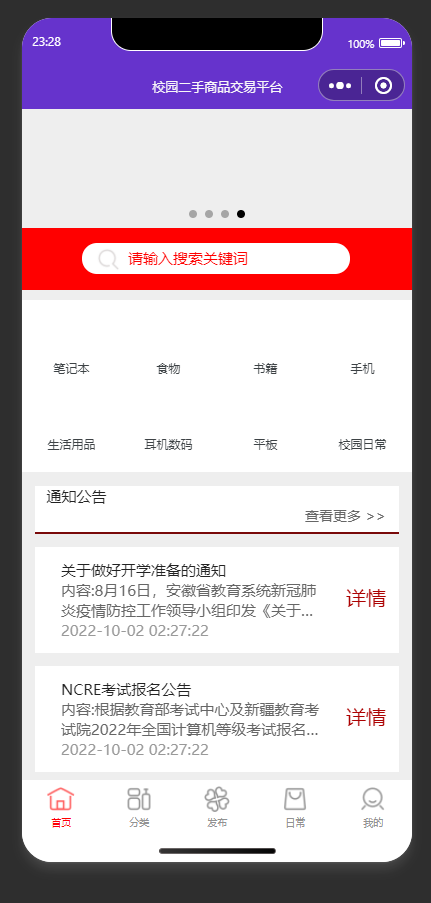 23:28
100%
校园二手商品交易平台
请输入搜索关键词
笔记本 食物 书籍 手机
生活用品 耳机数码 平板 校园日常
通知公告
查看更多 >>
关于做好开学准备的通知
内容:8月16日，安徽省教育系统新冠肺
炎疫情防控工作领导小组印发《关于...
2022-10-02 02:27:22
详情
NCRE考试报名公告
内容:根据教育部考试中心及新疆教育考
试院2022年全国计算机等级考试报名...
2022-10-02 02:27:22
详情
首页 分类 发布 日常 我的